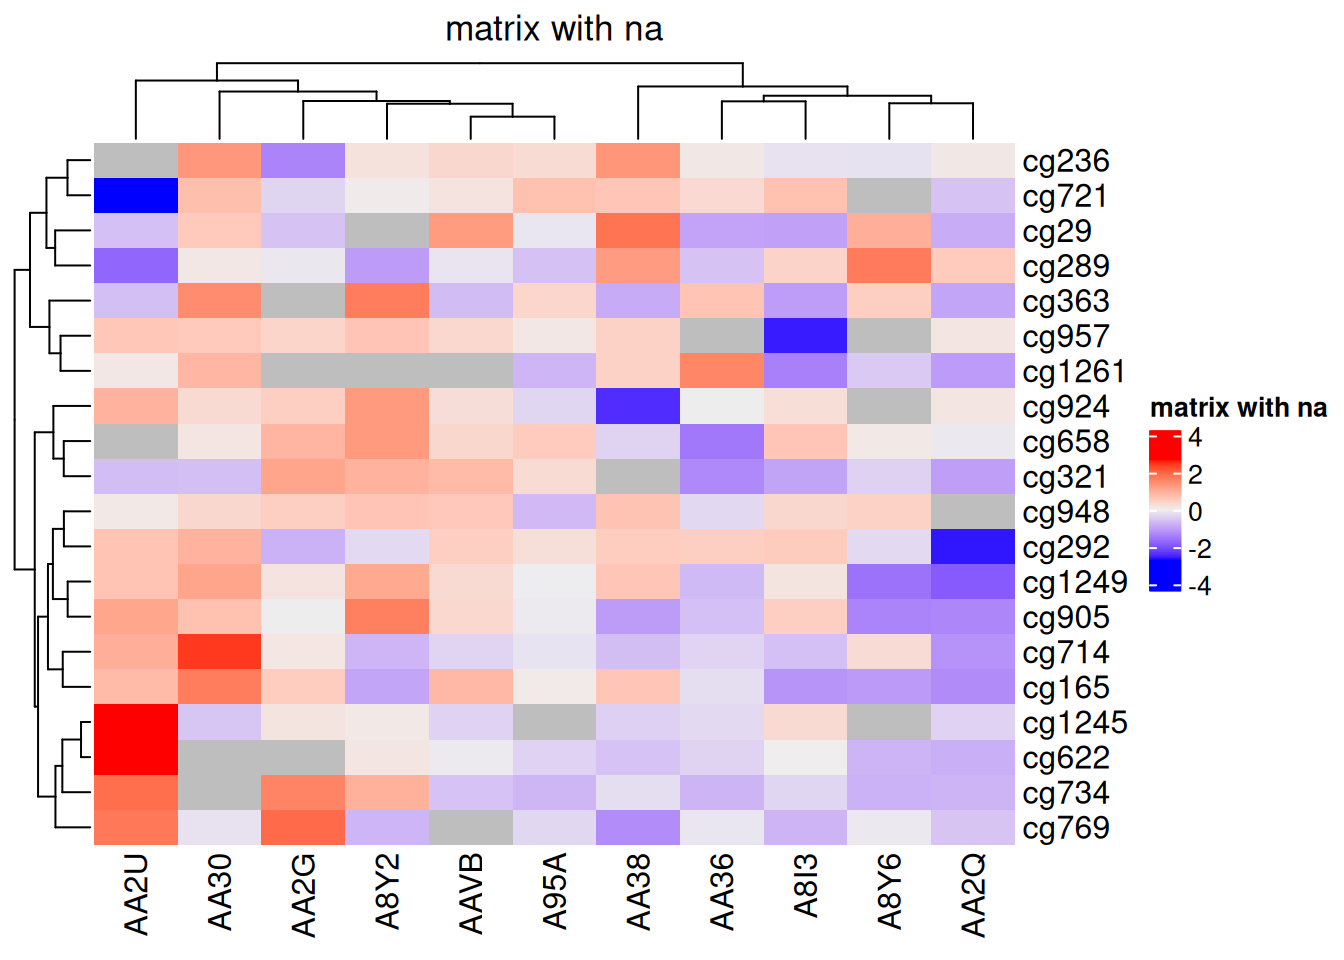 matrix with na
cg236
cg721
cg29
cg289
cg363
cg957
cg1261
cg924
cg658
cg321
cg948
cg292
cg1249
cg905
cg714
cg165
cg1245
cg622
cg734
cg769
matrix with na
4
2
0
-2
-4
AA2U
AA30
AA2G
A8Y2
AAVB
A95A
AA38
AA36
A8I3
A8Y6
AA2Q